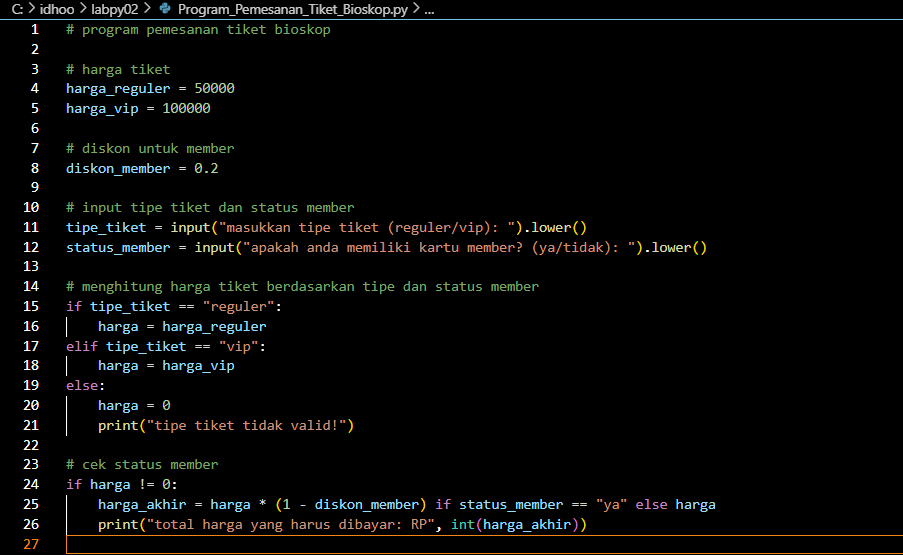 C: > idhoo > labpy02 > Program_Pemesanan_Tiket_Bioskop.py > ...
1 # program pemesanan tiket bioskop
2
3 # harga tiket
4 harga_reguler = 50000
5 harga_vip = 100000
6
7 # diskon untuk member
8 diskon_member = 0.2
9
10 # input tipe tiket dan status member
11 tipe_tiket = input("masukkan tipe tiket (reguler/vip): ").lower()
12 status_member = input("apakah anda memiliki kartu member? (ya/tidak): ").lower()
13
14 # menghitung harga tiket berdasarkan tipe dan status member
15 if tipe_tiket == "reguler":
16     harga = harga_reguler
17 elif tipe_tiket == "vip":
18     harga = harga_vip
19 else:
20     harga = 0
21     print("tipe tiket tidak valid!")
22
23 # cek status member
24 if harga != 0:
25     harga_akhir = harga * (1 - diskon_member) if status_member == "ya" else harga
26     print("total harga yang harus dibayar: RP", int(harga_akhir))
27